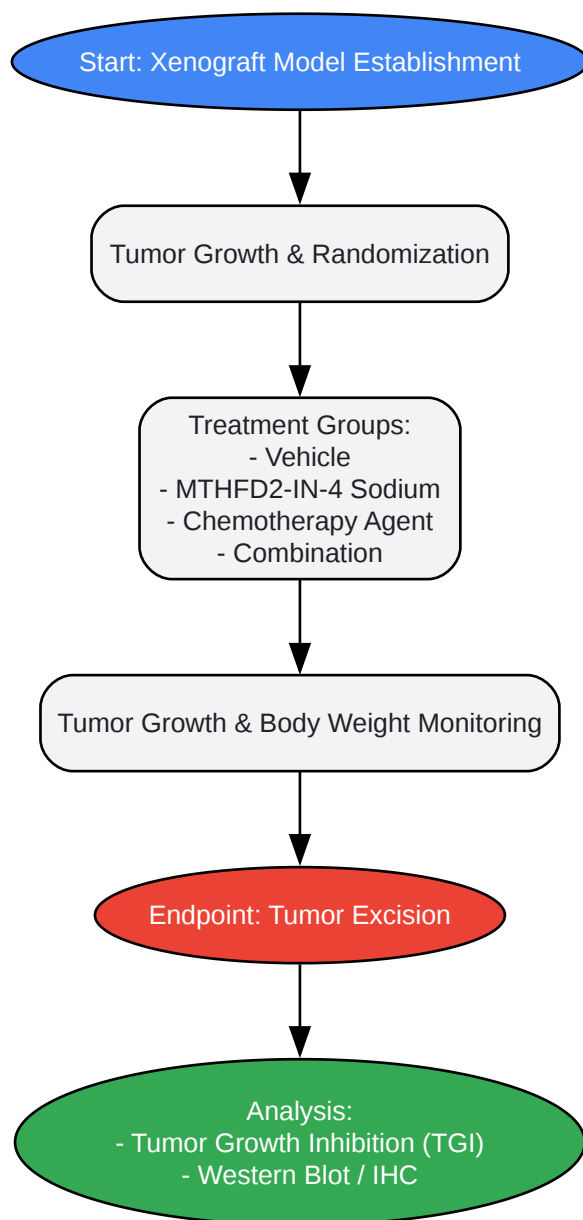 Start: Xenograft Model Establishment
Tumor Growth & Randomization
Treatment Groups:
- Vehicle
- MTHFD2-IN-4 Sodium
- Chemotherapy Agent
- Combination
Tumor Growth & Body Weight Monitoring
Endpoint: Tumor Excision
Analysis:
- Tumor Growth Inhibition (TGI)
- Western Blot / IHC